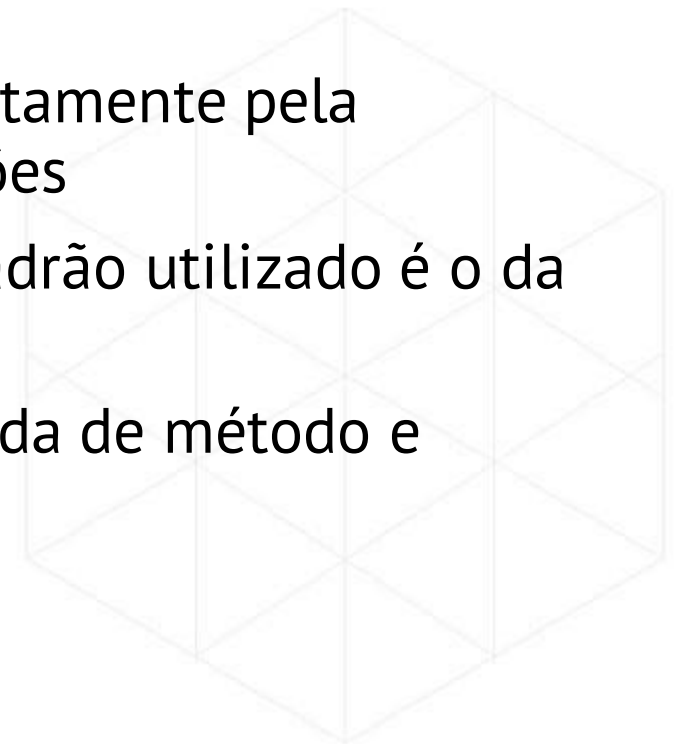 tamente pela
ões
drão utilizado é o da
da de método e